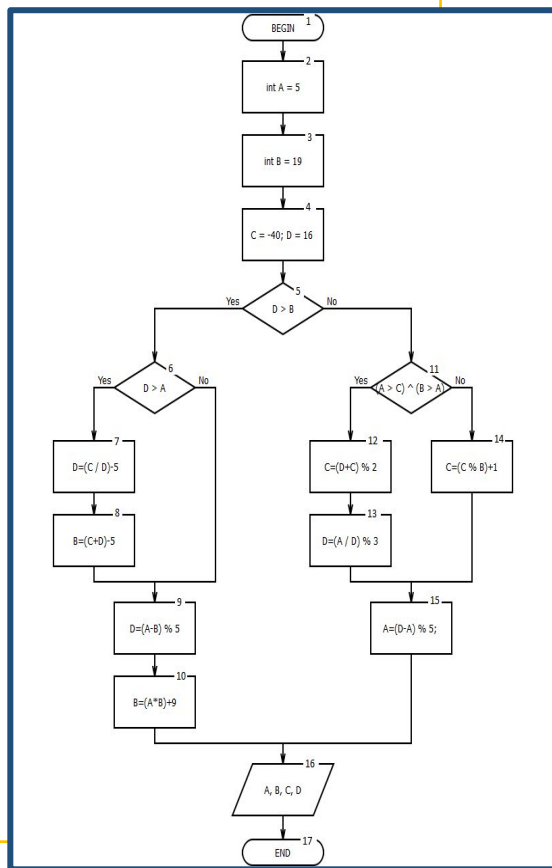 BEGIN 1
2
int A = 5
3
int B = 19
4
C = -40; D = 16
5
Yes D > B No
6
Yes D > A No
7
D=(C / D)-5
8
B=(C+D)-5
9
D=(A-B) % 5
10
B=(A*B)+9
11
Yes (A > C) ^ (B > A) No
12
C=(D+C) % 2
13
D=(A / D) % 3
14
C=(C % B)+1
15
A=(D-A) % 5;
16
A, B, C, D
17
END